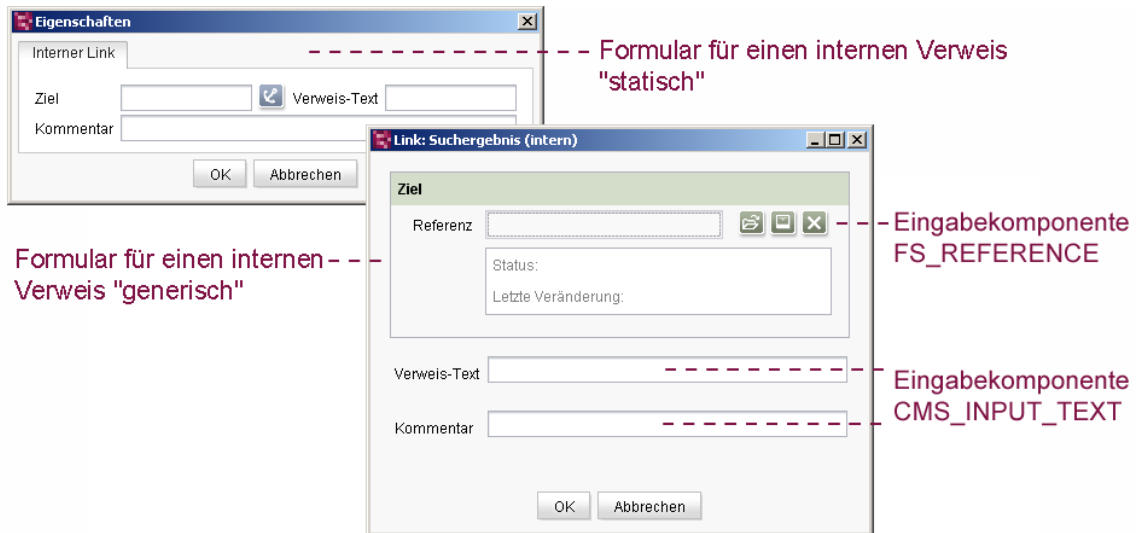 Eigenschaften
Interner Link
Formular für einen internen Verweis
"statisch"
Ziel
Verweis-Text
Kommentar
OK
Abbrechen
Link: Suchergebnis (intern)
Ziel
Referenz
Eingabekomponente
FS_REFERENCE
Formular für einen internen
Verweis "generisch"
Status:
Letzte Veränderung:
Verweis-Text
Eingabekomponente
CMS_INPUT_TEXT
Kommentar
OK
Abbrechen